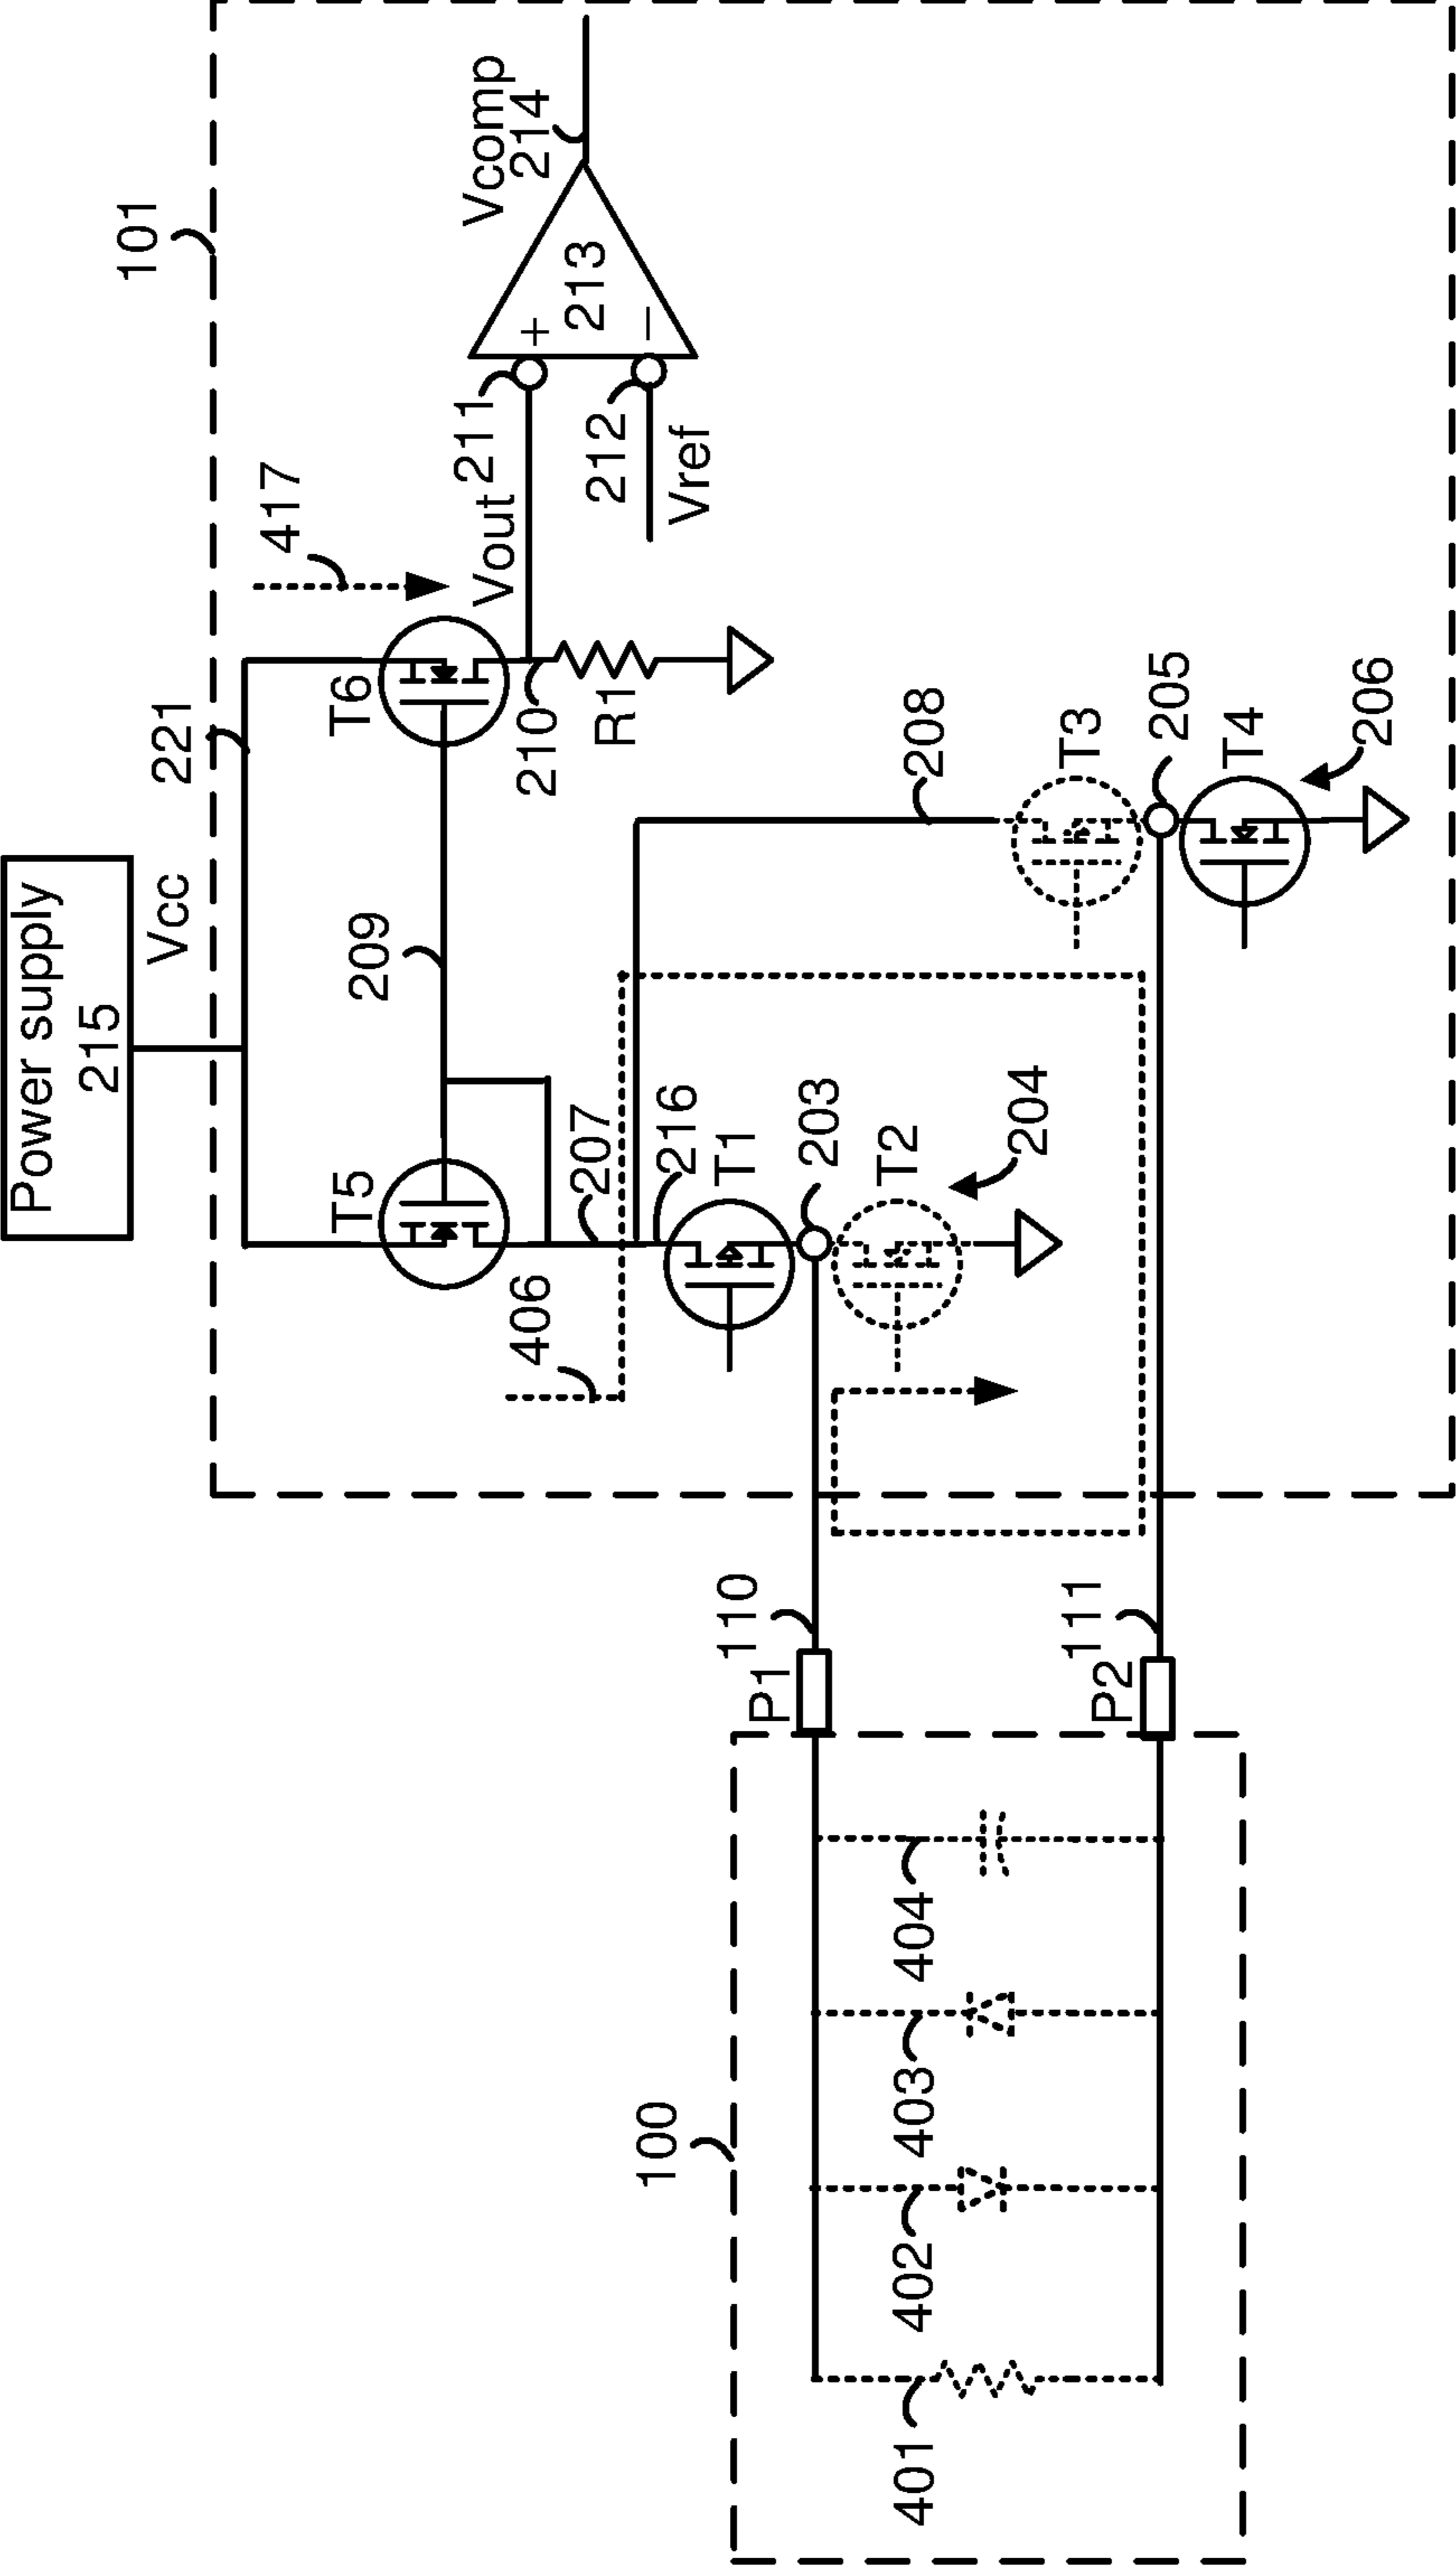 Power supply
215
Vcc
101
221
417
T5
209
T6
Vcomp
214
213
+
−
211
212
Vout
Vref
210
R1
406
207
216
T1
203
T2
204
208
T3
205
T4
206
110
P1
111
P2
100
401
402
403
404